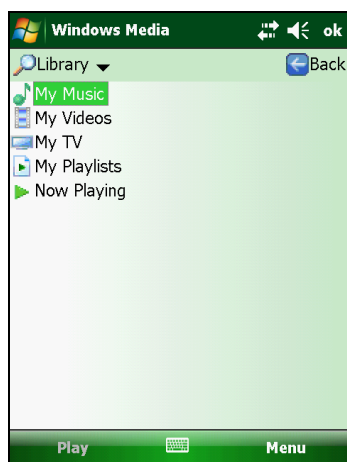 Windows Media ok
Library Back
My Music
My Videos
My TV
My Playlists
Now Playing
Play Menu